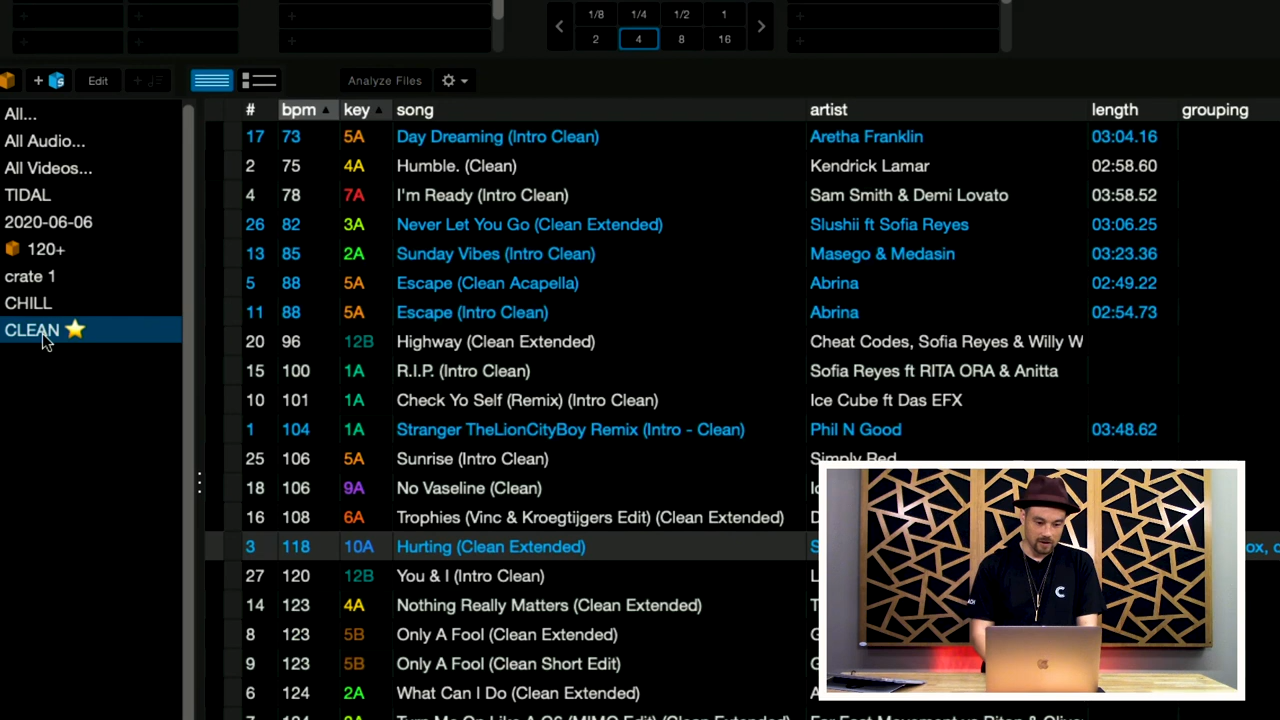 1/8 1/4 1/2 1
2 4 8 16
+ Edit Analyze Files
All...
All Audio...
All Videos...
TIDAL
2020-06-06
120+
crate 1
CHILL
CLEAN ⭐
# bpm key song artist length grouping
17 73 5A Day Dreaming (Intro Clean) Aretha Franklin 03:04.16
2 75 4A Humble. (Clean) Kendrick Lamar 02:58.60
4 78 7A I'm Ready (Intro Clean) Sam Smith & Demi Lovato 03:58.52
26 82 3A Never Let You Go (Clean Extended) Slushii ft Sofia Reyes 03:06.25
13 85 2A Sunday Vibes (Intro Clean) Masego & Medasin 03:23.36
5 88 5A Escape (Clean Acapella) Abrina 02:49.22
11 88 5A Escape (Intro Clean) Abrina 02:54.73
20 96 12B Highway (Clean Extended) Cheat Codes, Sofia Reyes & Willy W
15 100 1A R.I.P. (Intro Clean) Sofia Reyes ft RITA ORA & Anitta
10 101 1A Check Yo Self (Remix) (Intro Clean) Ice Cube ft Das EFX
1 104 1A Stranger TheLionCityBoy Remix (Intro - Clean) Phil N Good 03:48.62
25 106 5A Sunrise (Intro Clean) Simply Red
18 106 9A No Vaseline (Clean)
16 108 6A Trophies (Vinc & Kroegtijgers Edit) (Clean Extended)
3 118 10A Hurting (Clean Extended)
27 120 12B You & I (Intro Clean)
14 123 4A Nothing Really Matters (Clean Extended)
8 123 5B Only A Fool (Clean Extended)
9 123 5B Only A Fool (Clean Short Edit)
6 124 2A What Can I Do (Clean Extended)